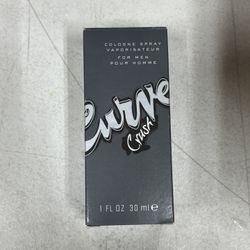 COLOGNE SPRAY
VAPORISATEUR
FOR MEN
POUR HOMME
Curve
Crush
1 FL OZ 30 ml e